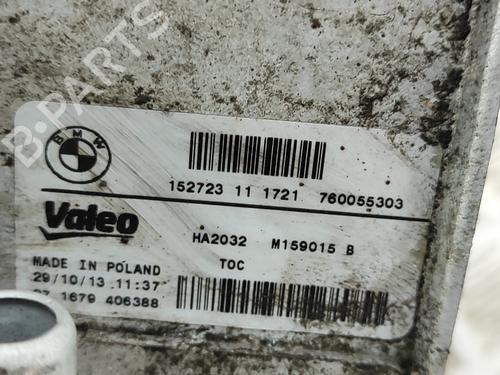 B-PARTS
BMW
152723 11 1721 760055303
Valeo
HA2032 M159015 B
MADE IN POLAND
TOC
29/10/13 11:37
1679 406388